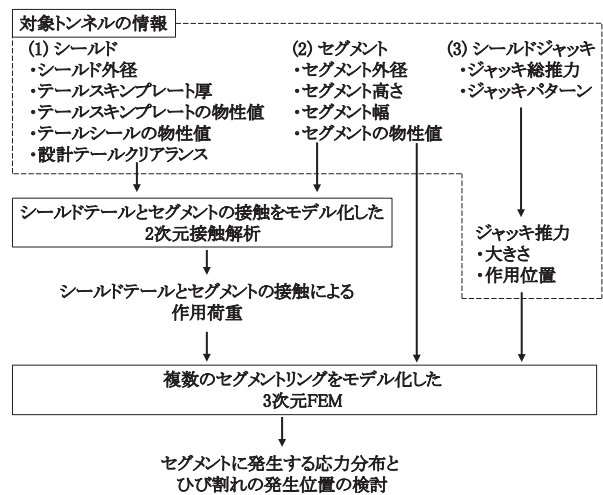 対象トンネルの情報
(1) シールド
・シールド外径
・テールスキンプレート厚
・テールスキンプレートの物性値
・テールシールの物性値
・設計テールクリアランス
(2) セグメント
・セグメント外径
・セグメント高さ
・セグメント幅
・セグメントの物性値
(3) シールドジャッキ
・ジャッキ総推力
・ジャッキパターン
シールドテールとセグメントの接触をモデル化した
2次元接触解析
ジャッキ推力
・大きさ
・作用位置
シールドテールとセグメントの接触による
作用荷重
複数のセグメントリングをモデル化した
3次元FEM
セグメントに発生する応力分布と
ひび割れの発生位置の検討